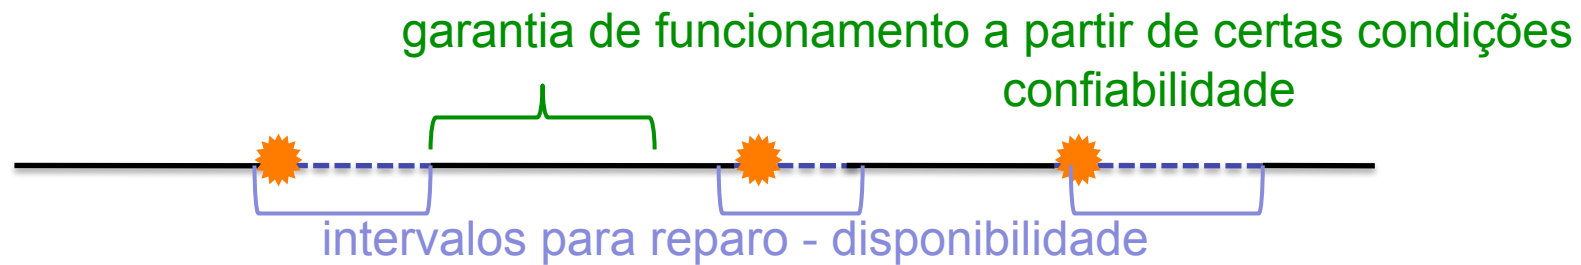 garantia de funcionamento a partir de certas condições
confiabilidade
intervalos para reparo - disponibilidade